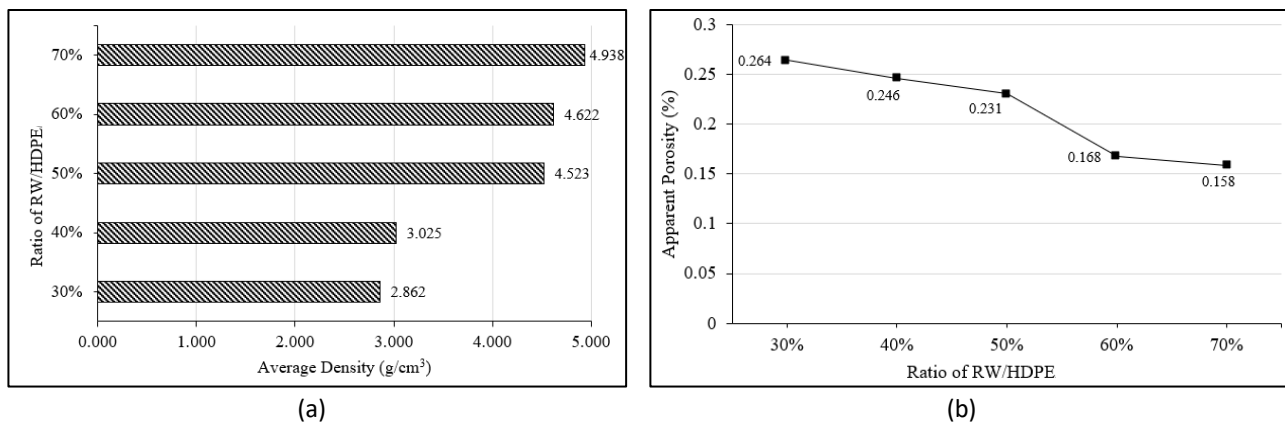 70%
4.938
60%
4.622
50%
4.523
40%
3.025
30%
2.862
Ratio of RW/HDPE
0.000 1.000 2.000 3.000 4.000 5.000
Average Density (g/cm³)
(a)
0.3
0.25
0.2
0.15
0.1
0.05
0
Apparent Porosity (%)
0.264
0.246
0.231
0.168
0.158
30% 40% 50% 60% 70%
Ratio of RW/HDPE
(b)